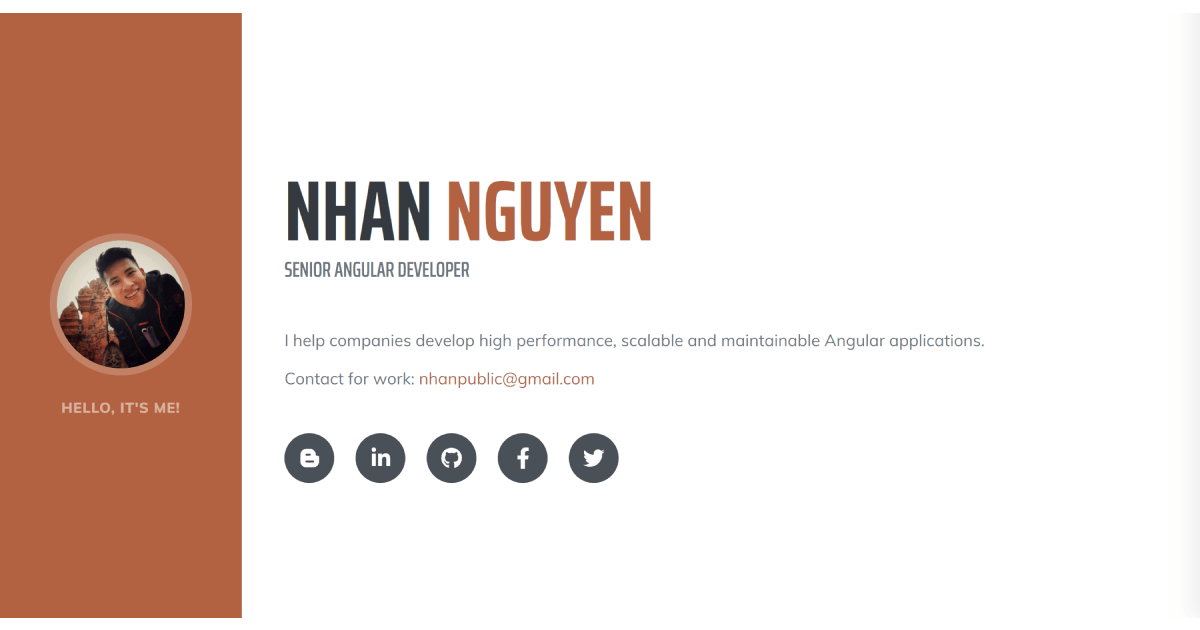 NHAN NGUYEN
SENIOR ANGULAR DEVELOPER
I help companies develop high performance, scalable and maintainable Angular applications.
Contact for work: nhanpublic@gmail.com
HELLO, IT'S ME!